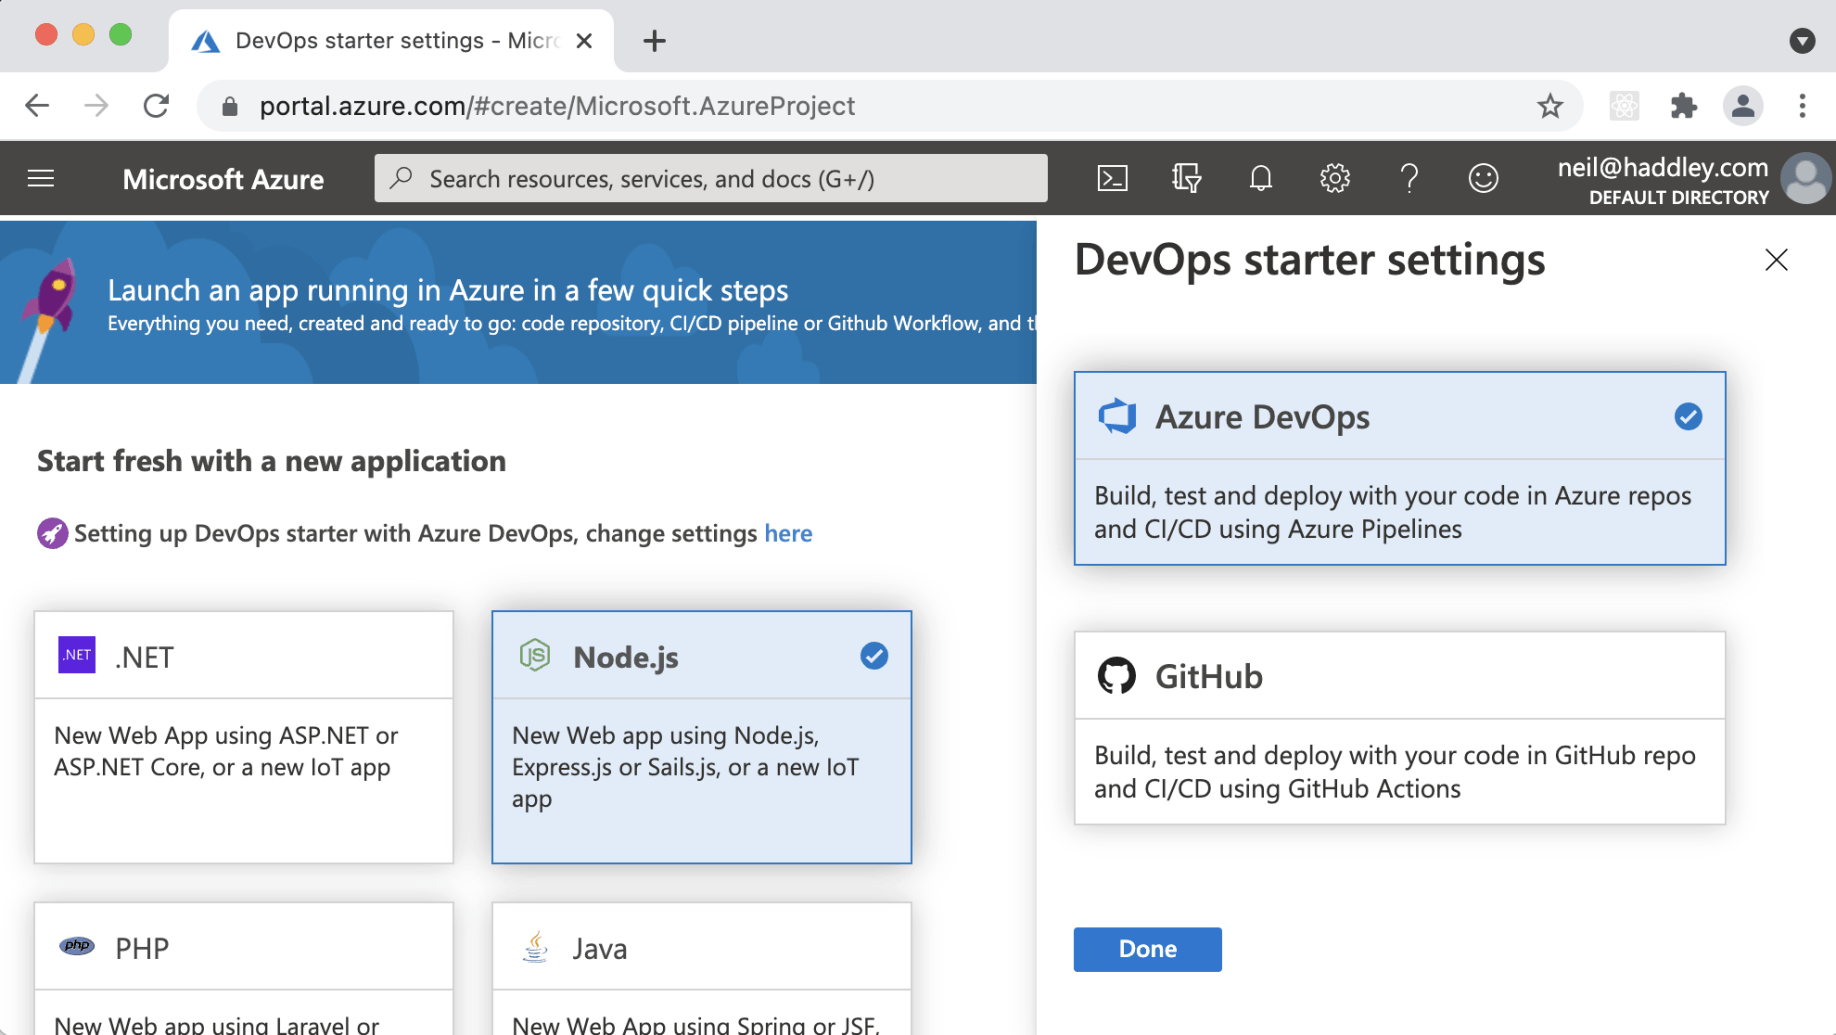 DevOps starter settings - Micro
portal.azure.com/#create/Microsoft.AzureProject
Microsoft Azure
Search resources, services, and docs (G+/)
neil@haddley.com
DEFAULT DIRECTORY
Launch an app running in Azure in a few quick steps
Everything you need, created and ready to go: code repository, CI/CD pipeline or Github Workflow, and
Start fresh with a new application
Setting up DevOps starter with Azure DevOps, change settings here
.NET
.NET
New Web App using ASP.NET or
ASP.NET Core, or a new IoT app
JS
Node.js
New Web app using Node.js,
Express.js or Sails.js, or a new IoT
app
php
PHP
New Web app using Laravel or
Java
New Web App using Spring or JSF,
DevOps starter settings
Azure DevOps
Build, test and deploy with your code in Azure repos
and CI/CD using Azure Pipelines
GitHub
Build, test and deploy with your code in GitHub repo
and CI/CD using GitHub Actions
Done